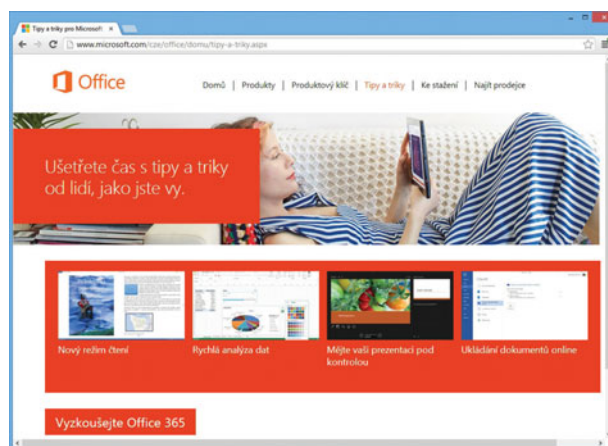 Tipy a triky pro Microsoft
www.microsoft.com/cze/office/domu/tipy-a-triky.aspx
Office
Domů | Produkty | Produktový klíč | Tipy a triky | Ke stažení | Najít prodejce
Ušetřete čas s tipy a triky
od lidí, jako jste vy.
Nový režim čtení
Rychlá analýza dat
Mějte vaši prezentaci pod
kontrolou
Ukládání dokumentů online
Vyzkoušejte Office 365